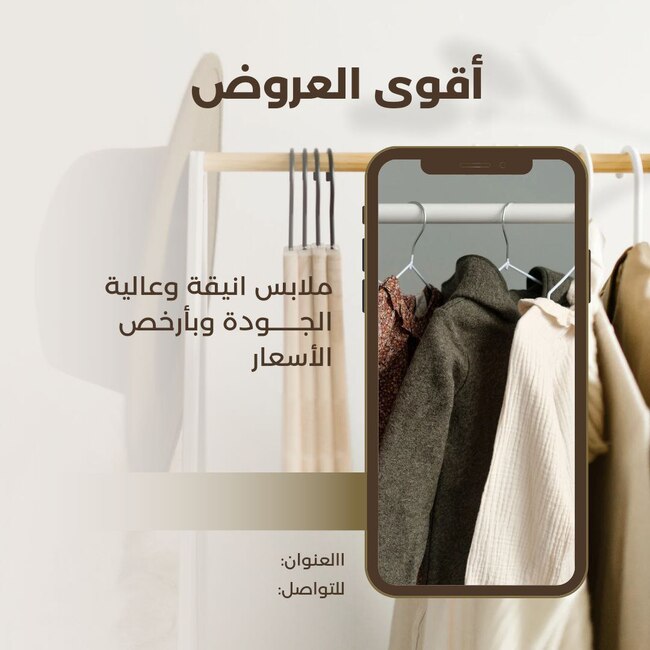 أقوى العروض
ملابس انيقة وعالية
الجـــودة وبأرخص
الأسعار
االعنوان:
للتواصل: